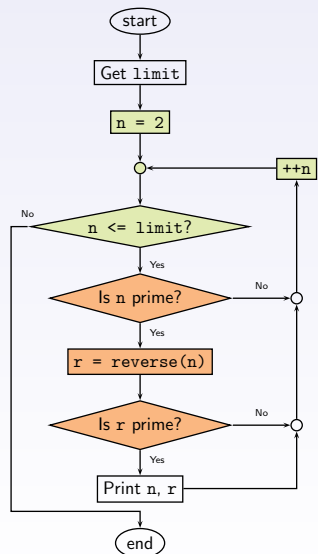 start
Get limit
n = 2
++n
No
n <= limit?
Yes
Is n prime?
No
Yes
r = reverse(n)
Is r prime?
No
Yes
Print n, r
end